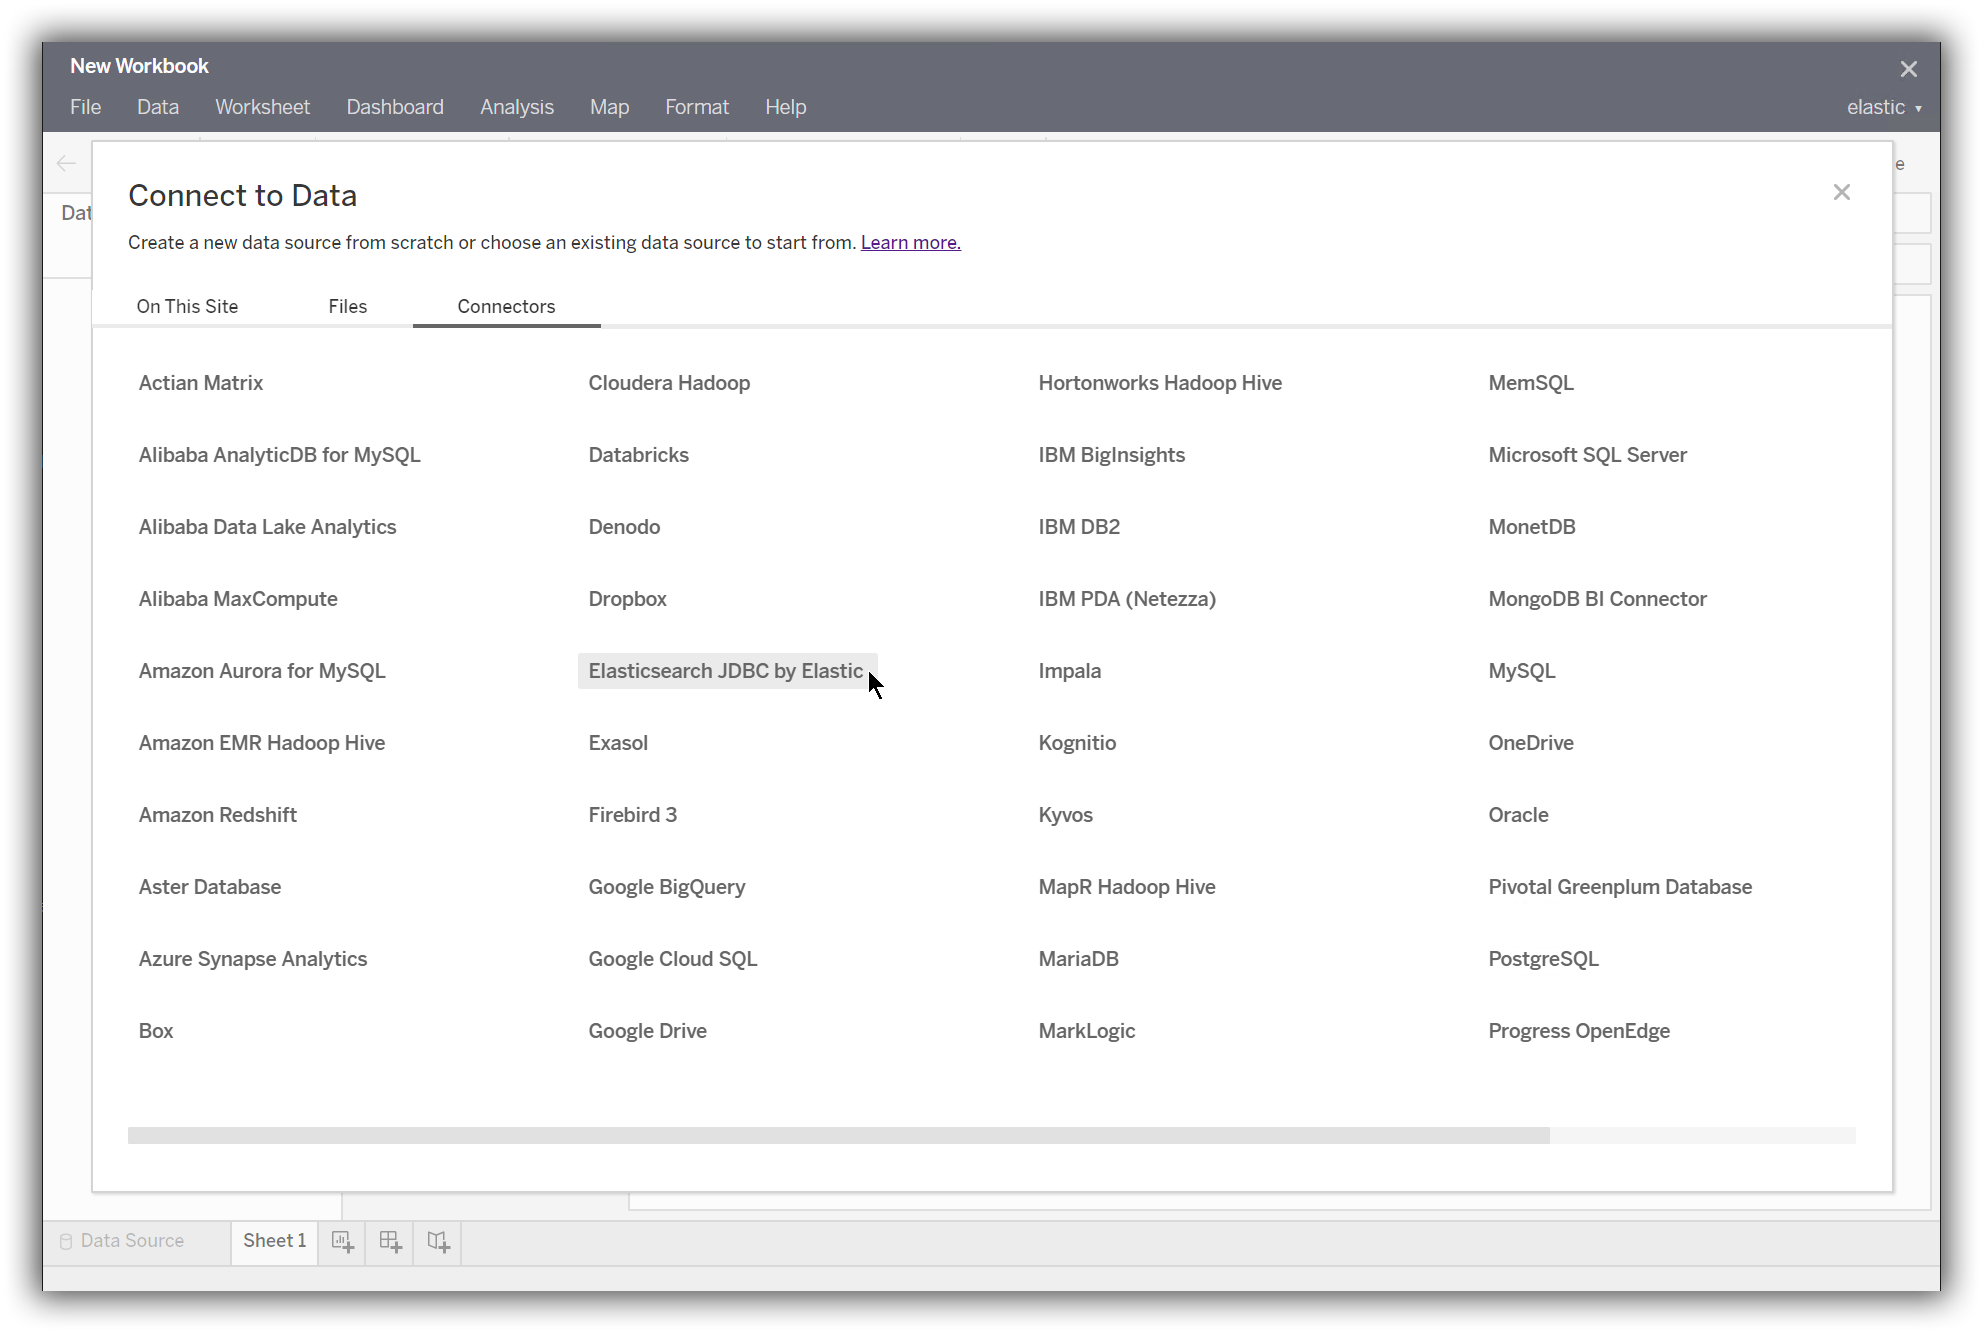 New Workbook
File Data Worksheet Dashboard Analysis Map Format Help elastic
Connect to Data
Create a new data source from scratch or choose an existing data source to start from. Learn more.
On This Site Files Connectors
Actian Matrix Cloudera Hadoop Hortonworks Hadoop Hive MemSQL
Alibaba AnalyticDB for MySQL Databricks IBM BigInsights Microsoft SQL Server
Alibaba Data Lake Analytics Denodo IBM DB2 MonetDB
Alibaba MaxCompute Dropbox IBM PDA (Netezza) MongoDB BI Connector
Amazon Aurora for MySQL Elasticsearch JDBC by Elastic Impala MySQL
Amazon EMR Hadoop Hive Exasol Kognitio OneDrive
Amazon Redshift Firebird 3 Kyvos Oracle
Aster Database Google BigQuery MapR Hadoop Hive Pivotal Greenplum Database
Azure Synapse Analytics Google Cloud SQL MariaDB PostgreSQL
Box Google Drive MarkLogic Progress OpenEdge
Data Source Sheet 1